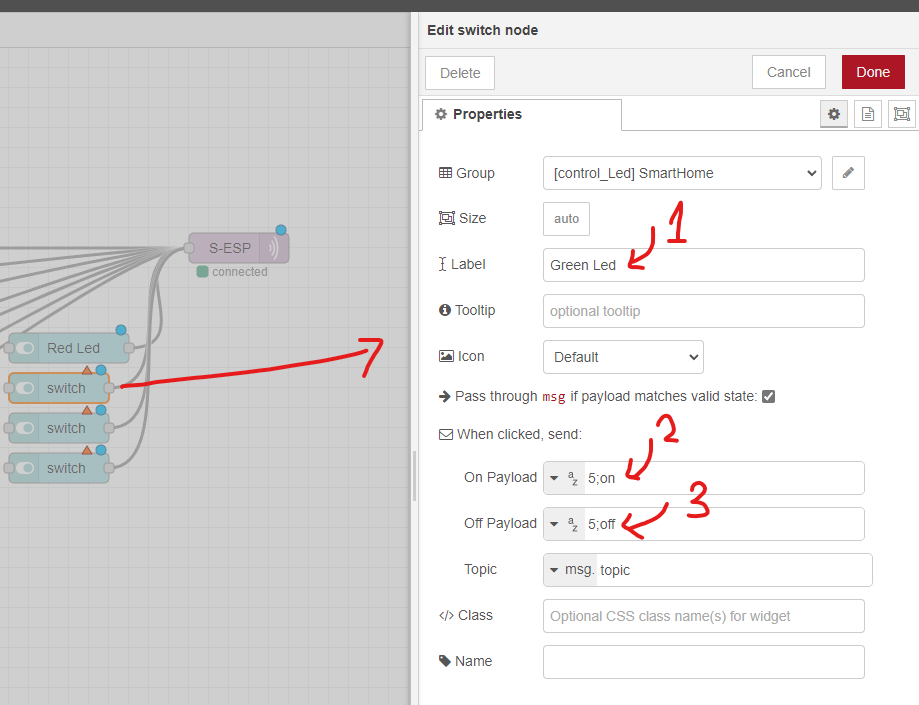 Edit switch node
Delete
Cancel
Done
Properties
Group
[control_Led] SmartHome
Size
auto
1
Label
Green Led
Tooltip
optional tooltip
Icon
Default
Pass through msg if payload matches valid state:
When clicked, send:
2
On Payload
az
5;on
3
Off Payload
az
5;off
Topic
msg. topic
</> Class
Optional CSS class name(s) for widget
Name
S-ESP
connected
Red Led
switch
switch
switch